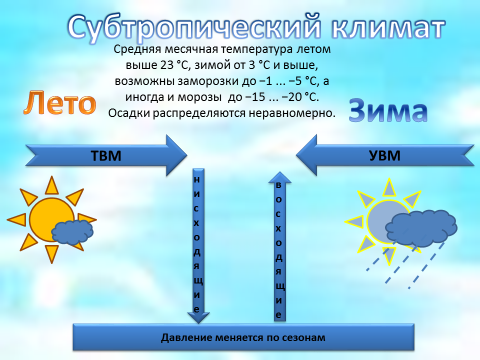 Субтропический климат
Средняя месячная температура летом
выше 23 °C, зимой от 3 °C и выше,
возможны заморозки до −1 ... −5 °C, а
иногда и морозы до −15 ... −20 °C.
Осадки распределяются неравномерно.
Лето
Зима
ТВМ
УВМ
нисходящие
восходящие
Давление меняется по сезонам